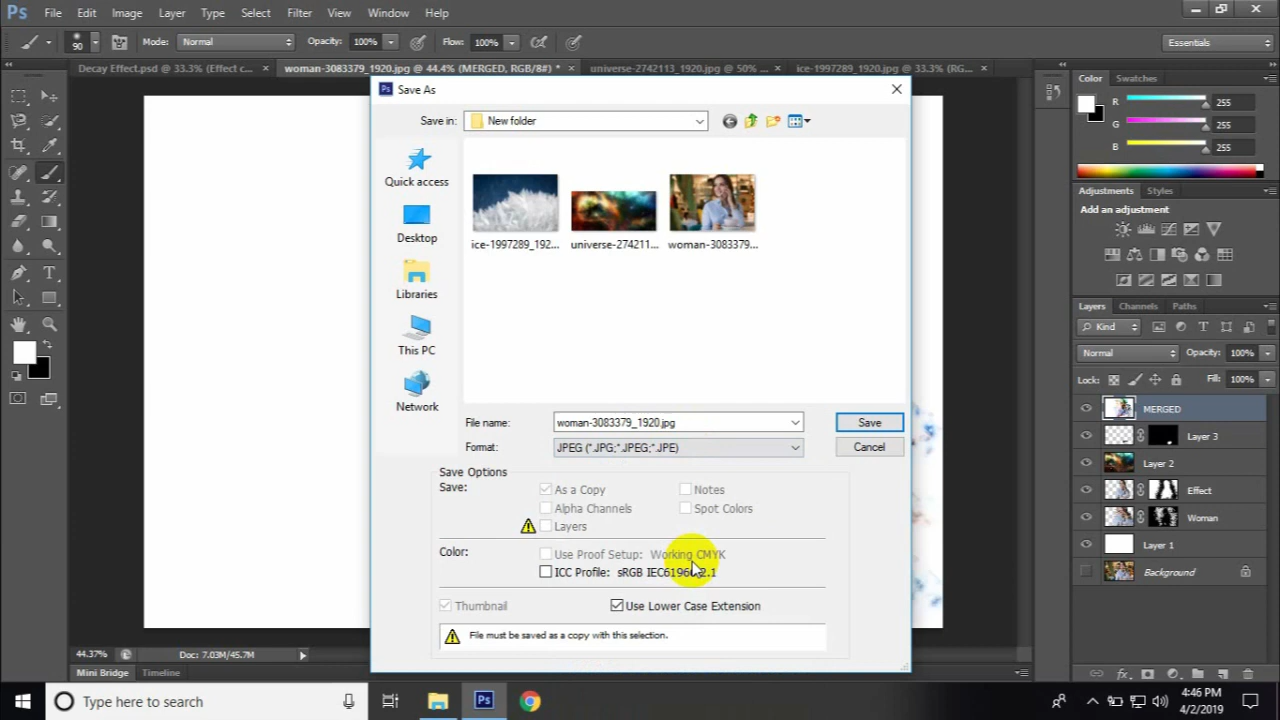 Ps File Edit Image Layer Type Select Filter View Window Help
90 Mode: Normal Opacity: 100% Flow: 100% Essentials
Decay Effect.psd @ 33.3% (Effect c... × woman-3083379_1920.jpg @ 44.4% (MERGED, RGB/8#) * × universe-2742113_1920.jpg @ 50% ... × ice-1997289_1920.jpg @ 33.3% (RG... ×
Save As
Save in: New folder
Quick access
Desktop
Libraries
This PC
Network
ice-1997289_192... universe-274211... woman-3083379...
File name: woman-3083379_1920.jpg Save
Format: JPEG (*.JPG;*.JPEG;*.JPE) Cancel
Save Options
Save: As a Copy Notes
Alpha Channels Spot Colors
Layers
Color: Use Proof Setup: Working CMYK
ICC Profile: sRGB IEC61966-2.1
Thumbnail Use Lower Case Extension
File must be saved as a copy with this selection.
Color Swatches
R 255
G 255
B 255
Adjustments Styles
Add an adjustment
Layers Channels Paths
Kind
Normal Opacity: 100%
Lock: Fill: 100%
MERGED
Layer 3
Layer 2
Effect
Woman
Layer 1
Background
44.37% Doc: 7.03M/45.7M
Mini Bridge Timeline
Type here to search
4:46 PM
4/2/2019